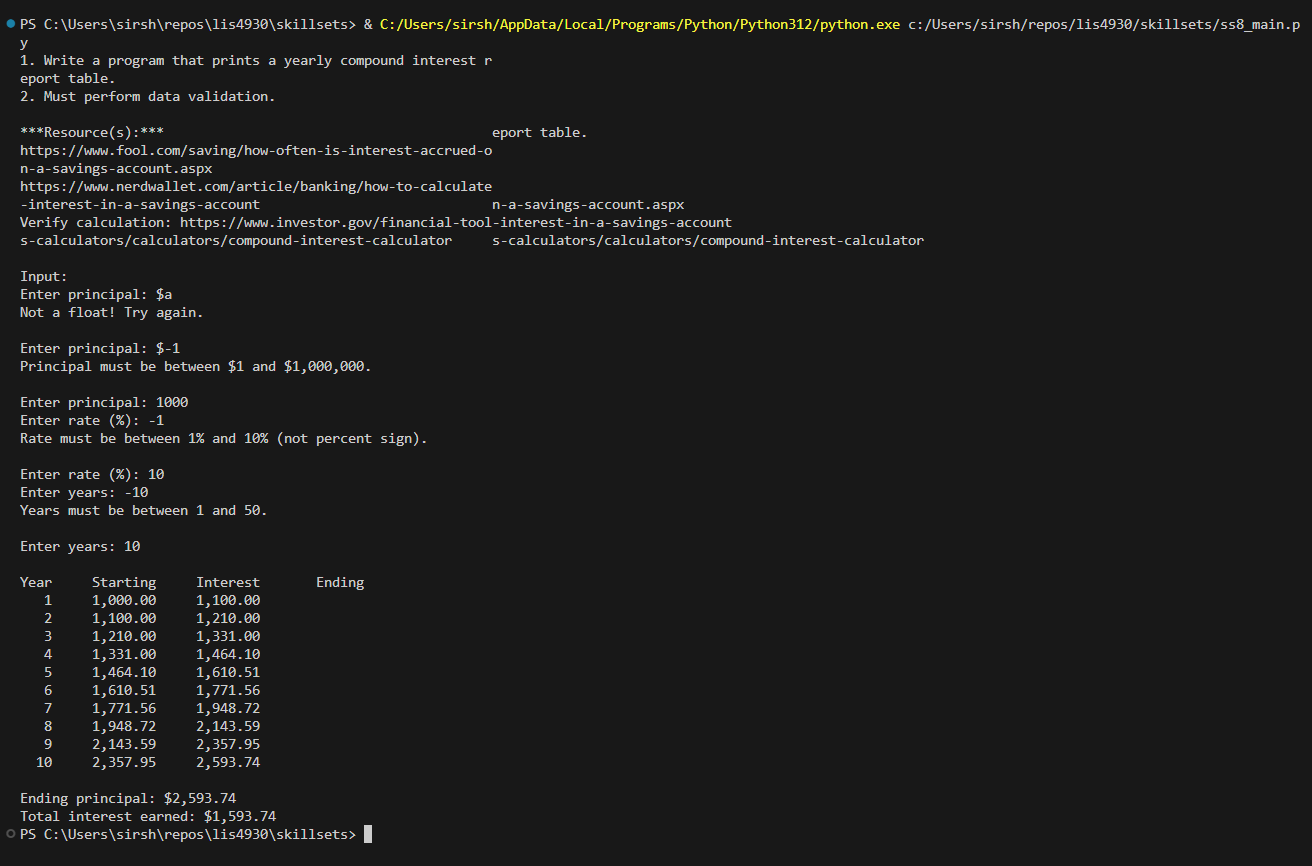 PS C:\Users\sirsh\repos\lis4930\skillsets> & C:/Users/sirsh/AppData/Local/Programs/Python/Python312/python.exe c:/Users/sirsh/repos/lis4930/skillsets/ss8_main.p
y
1. Write a program that prints a yearly compound interest r
eport table.
2. Must perform data validation.
***Resource(s):*** eport table.
https://www.fool.com/saving/how-often-is-interest-accrued-o
n-a-savings-account.aspx
https://www.nerdwallet.com/article/banking/how-to-calculate
-interest-in-a-savings-account n-a-savings-account.aspx
Verify calculation: https://www.investor.gov/financial-tool-interest-in-a-savings-account
s-calculators/calculators/compound-interest-calculator s-calculators/calculators/compound-interest-calculator
Input:
Enter principal: $a
Not a float! Try again.
Enter principal: $-1
Principal must be between $1 and $1,000,000.
Enter principal: 1000
Enter rate (%): -1
Rate must be between 1% and 10% (not percent sign).
Enter rate (%): 10
Enter years: -10
Years must be between 1 and 50.
Enter years: 10
Year Starting Interest Ending
1 1,000.00 1,100.00
2 1,100.00 1,210.00
3 1,210.00 1,331.00
4 1,331.00 1,464.10
5 1,464.10 1,610.51
6 1,610.51 1,771.56
7 1,771.56 1,948.72
8 1,948.72 2,143.59
9 2,143.59 2,357.95
10 2,357.95 2,593.74
Ending principal: $2,593.74
Total interest earned: $1,593.74
PS C:\Users\sirsh\repos\lis4930\skillsets>